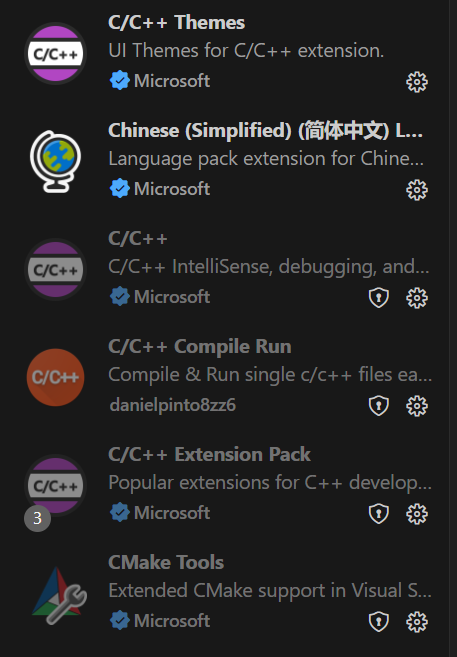 C/C++ Themes
C/C++
UI Themes for C/C++ extension.
Microsoft
Chinese (Simplified) (简体中文) L...
Language pack extension for Chine...
Microsoft
C/C++
C/C++
C/C++ IntelliSense, debugging, and...
Microsoft
C/C++ Compile Run
C/C++
Compile & Run single c/c++ files ea...
danielpinto8zz6
C/C++ Extension Pack
C/C++
Popular extensions for C++ develop...
3
Microsoft
CMake Tools
Extended CMake support in Visual S...
Microsoft